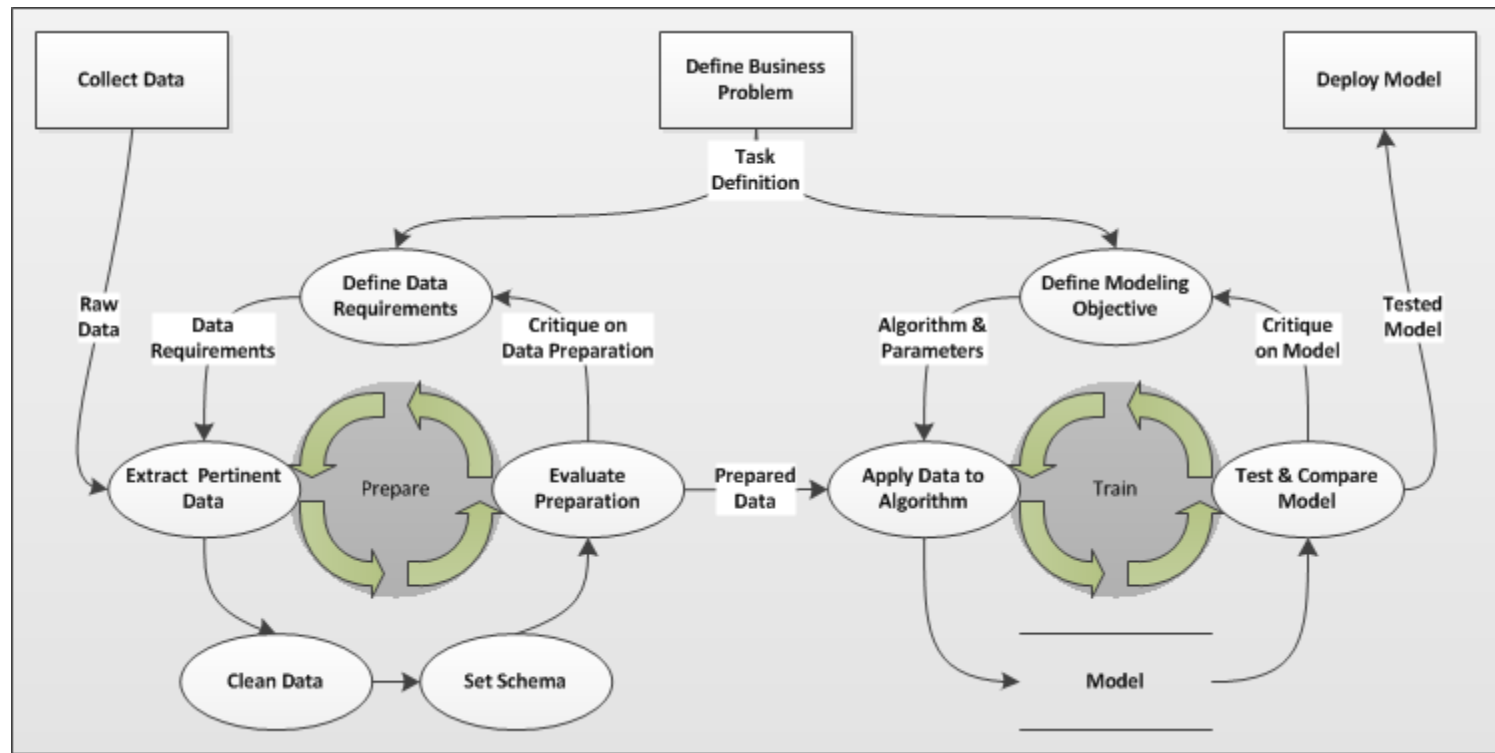 Collect Data
Define Business
Problem
Deploy Model
Task
Definition
Define Data
Requirements
Define Modeling
Objective
Raw
Data
Data
Requirements
Critique on
Data Preparation
Algorithm &
Parameters
Critique
on Model
Tested
Model
Extract Pertinent
Data
Prepare
Evaluate
Preparation
Prepared
Data
Apply Data to
Algorithm
Train
Test & Compare
Model
Clean Data
Set Schema
Model